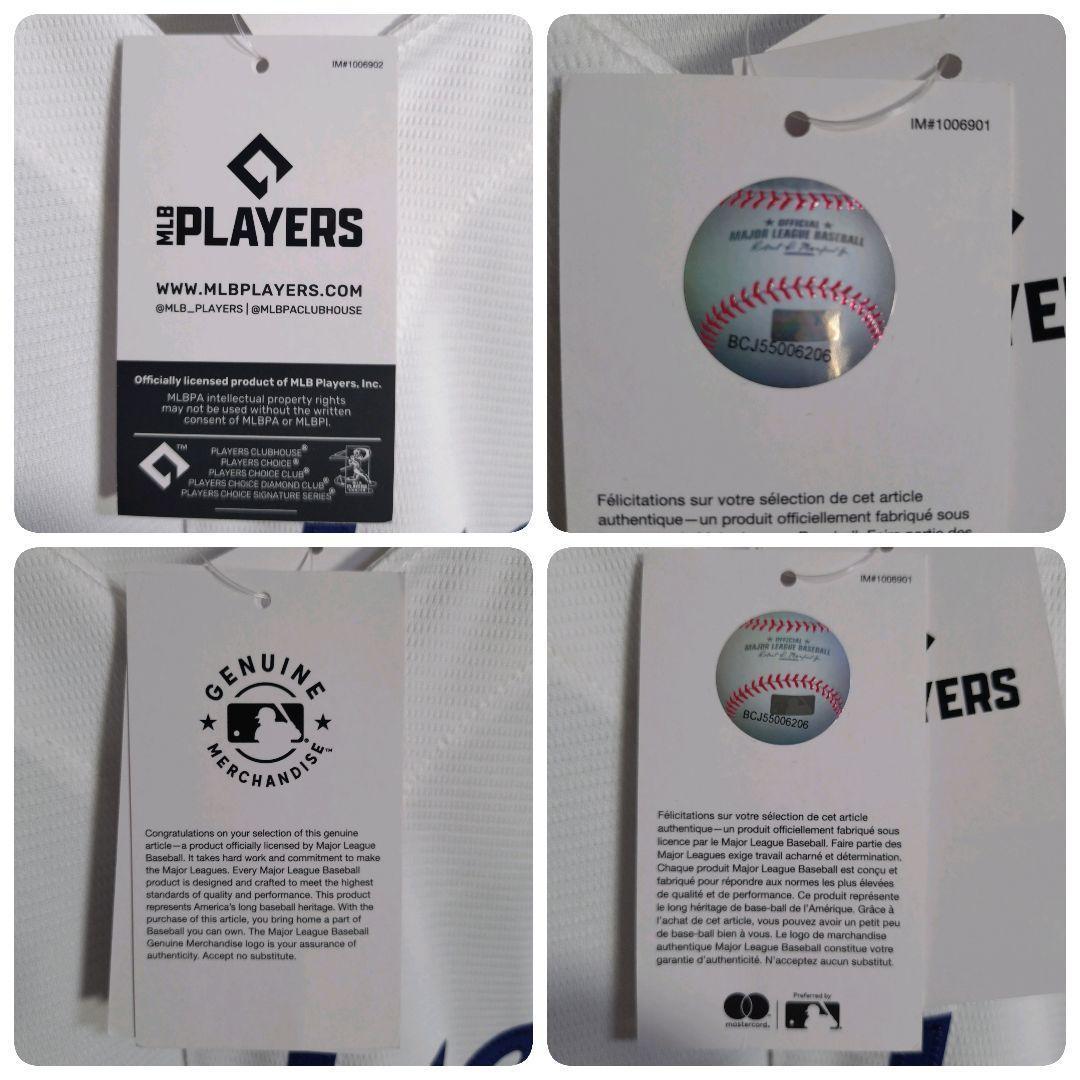 IM#1006902
MLB PLAYERS
WWW.MLBPLAYERS.COM
@MLB_PLAYERS | @MLBPACLUBHOUSE
Officially licensed product of MLB Players, Inc.
MLBPA intellectual property rights
may not be used without the written
consent of MLBPA or MLBPI.
™
PLAYERS CLUBHOUSE®
PLAYERS CHOICE®
PLAYERS CHOICE CLUB®
PLAYERS CHOICE DIAMOND CLUB®
PLAYERS CHOICE SIGNATURE SERIES®
IM#1006901
★ OFFICIAL ★
MAJOR LEAGUE BASEBALL
BCJ55006206
YE
Félicitations sur votre sélection de cet article
authentique—un produit officiellement fabriqué sous
GENUINE
MERCHANDISE™
Congratulations on your selection of this genuine
article—a product officially licensed by Major League
Baseball. It takes hard work and commitment to make
the Major Leagues. Every Major League Baseball
product is designed and crafted to meet the highest
standards of quality and performance. This product
represents America's long baseball heritage. With the
purchase of this article, you bring home a part of
Baseball you can own. The Major League Baseball
Genuine Merchandise logo is your assurance of
authenticity. Accept no substitute.
IM#1006901
★ OFFICIAL ★
MAJOR LEAGUE BASEBALL
BCJ55006206
YERS
Félicitations sur votre sélection de cet article
authentique—un produit officiellement fabriqué sous
licence par le Major League Baseball. Faire partie des
Major Leagues exige travail acharné et détermination.
Chaque produit Major League Baseball est conçu et
fabriqué pour répondre aux normes les plus élevées
de qualité et de performance. Ce produit représente
le long héritage de base-ball de l'Amérique. Grâce à
l'achat de cet article, vous pouvez avoir un petit peu
de base-ball bien à vous. Le logo de marchandise
authentique Major League Baseball constitue votre
garantie d'authenticité. N'acceptez aucun substitut.
mastercard.
Preferred by